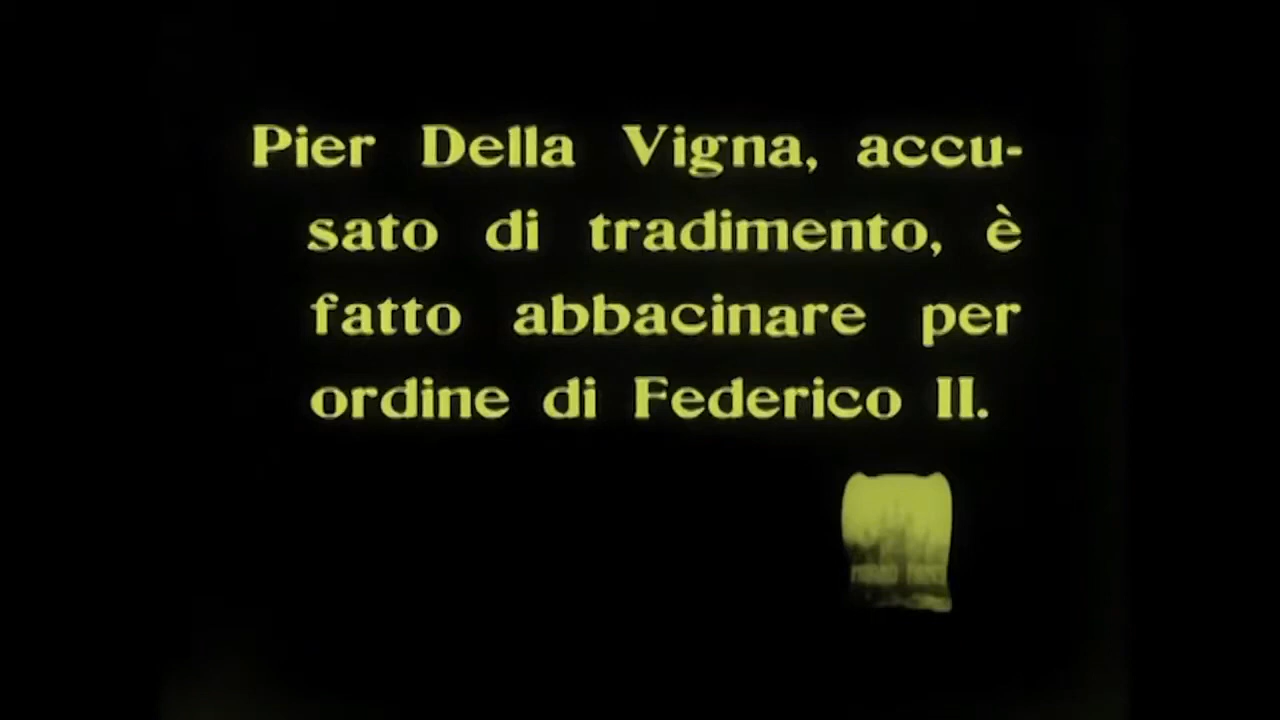 Pier Della Vigna, accu-
sato di tradimento, è
fatto abbacinare per
ordine di Federico II.